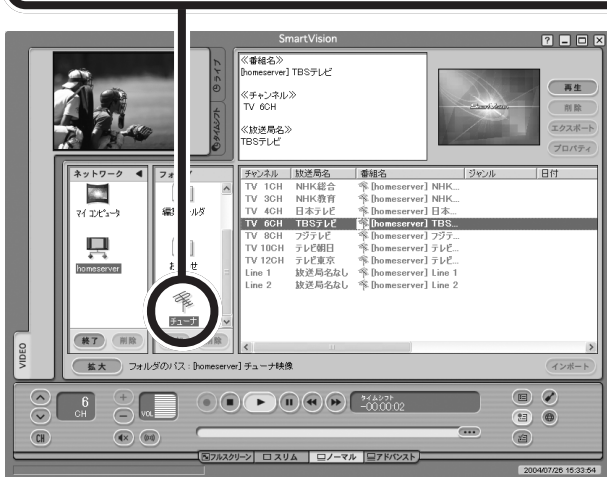 SmartVision
ライブ
タイムシフト
≪番組名≫
[homeserver] TBSテレビ
≪チャンネル≫
TV 6CH
≪放送局名≫
TBSテレビ
SmartVision
再生
削除
エクスポート
プロパティ
ネットワーク
マイ コンピュータ
homeserver
終了
削除
チューナ
チャンネル 放送局名 番組名 ジャンル 日付
TV 1CH NHK総合 [homeserver] NHK...
TV 3CH NHK教育 [homeserver] NHK...
TV 4CH 日本テレビ [homeserver] 日本...
TV 6CH TBSテレビ [homeserver] TBS...
TV 8CH フジテレビ [homeserver] フジテ...
TV 10CH テレビ朝日 [homeserver] テレビ...
TV 12CH テレビ東京 [homeserver] テレビ...
Line 1 放送局名なし [homeserver] Line 1
Line 2 放送局名なし [homeserver] Line 2
VIDEO
拡大 フォルダのパス : [homeserver] チューナ映像
インポート
6
CH
VOL
タイムシフト
-00:00:02
CH
フルスクリーン スリム ノーマル アドバンスト
2004/07/26 15:33:54